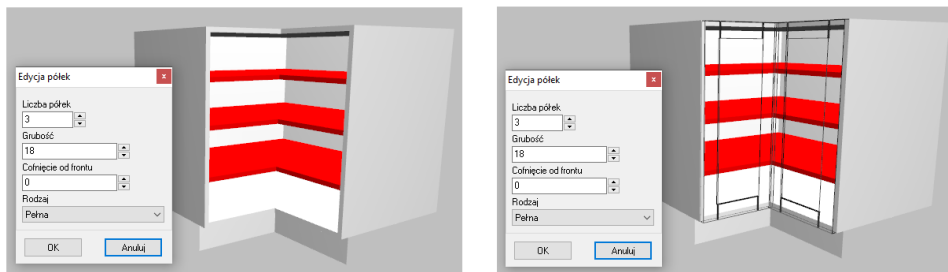 Edycja półek
x
Liczba półek
3
Grubość
18
Cofnięcie od frontu
0
Rodzaj
Pełna
OK
Anuluj
Edycja półek
x
Liczba półek
3
Grubość
18
Cofnięcie od frontu
0
Rodzaj
Pełna
OK
Anuluj